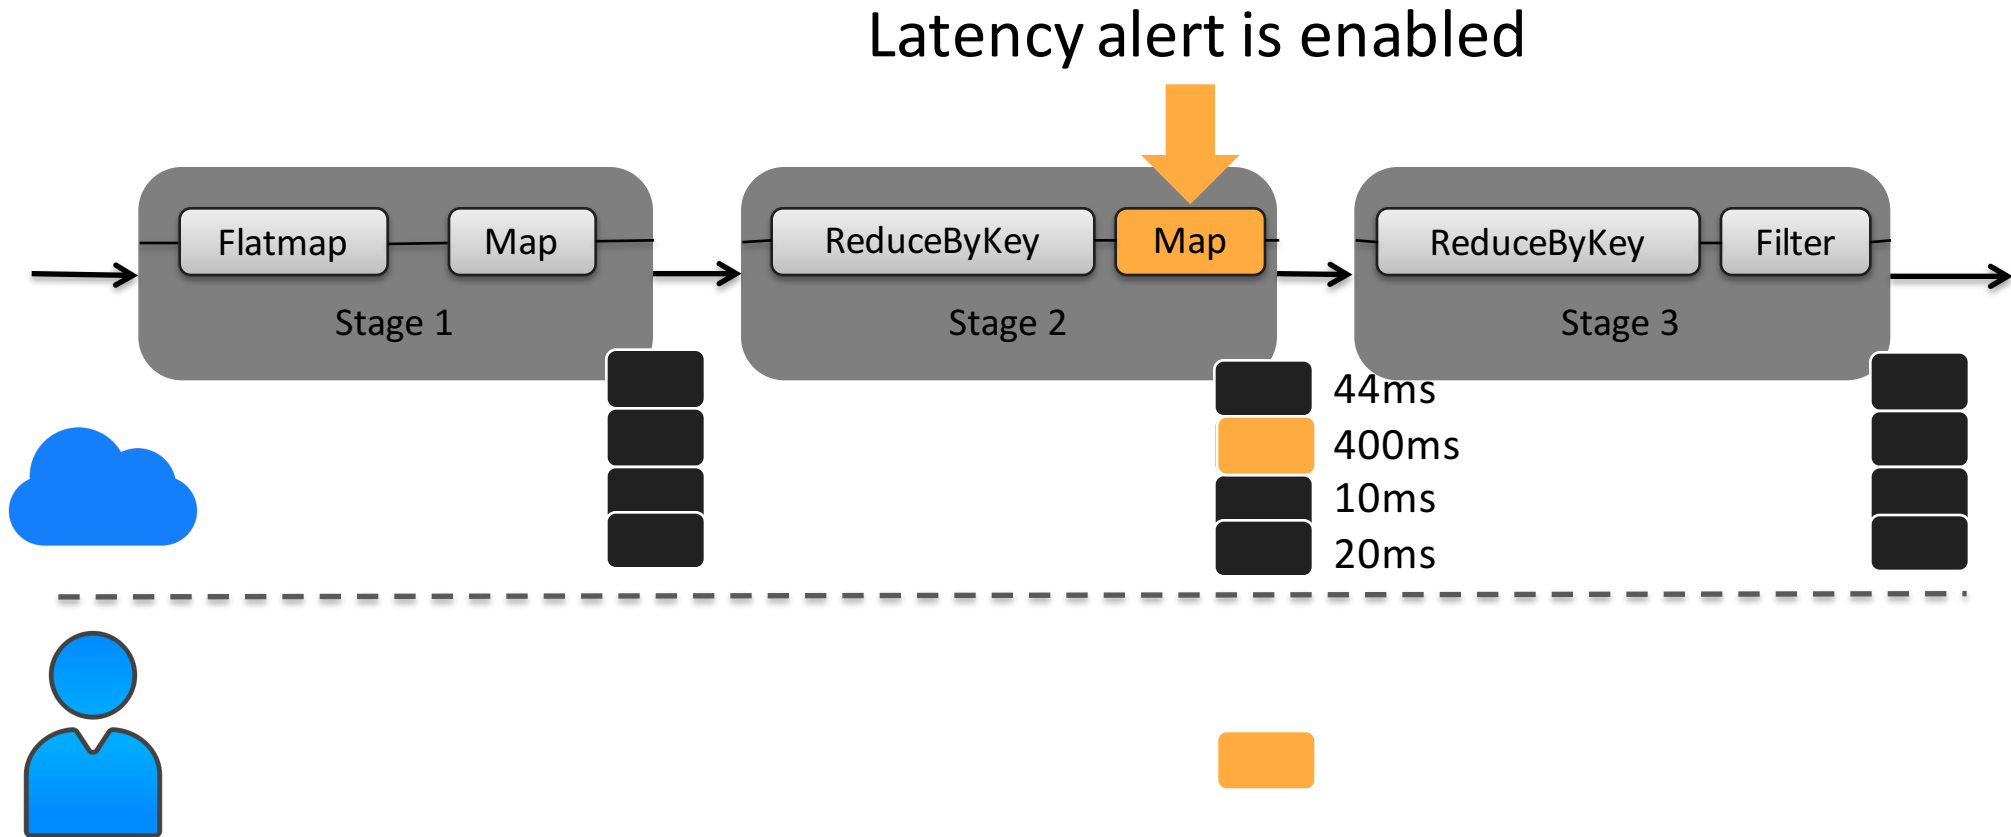 Latency alert is enabled
Flatmap
Map
Stage 1
ReduceByKey
Map
Stage 2
ReduceByKey
Filter
Stage 3
44ms
400ms
10ms
20ms